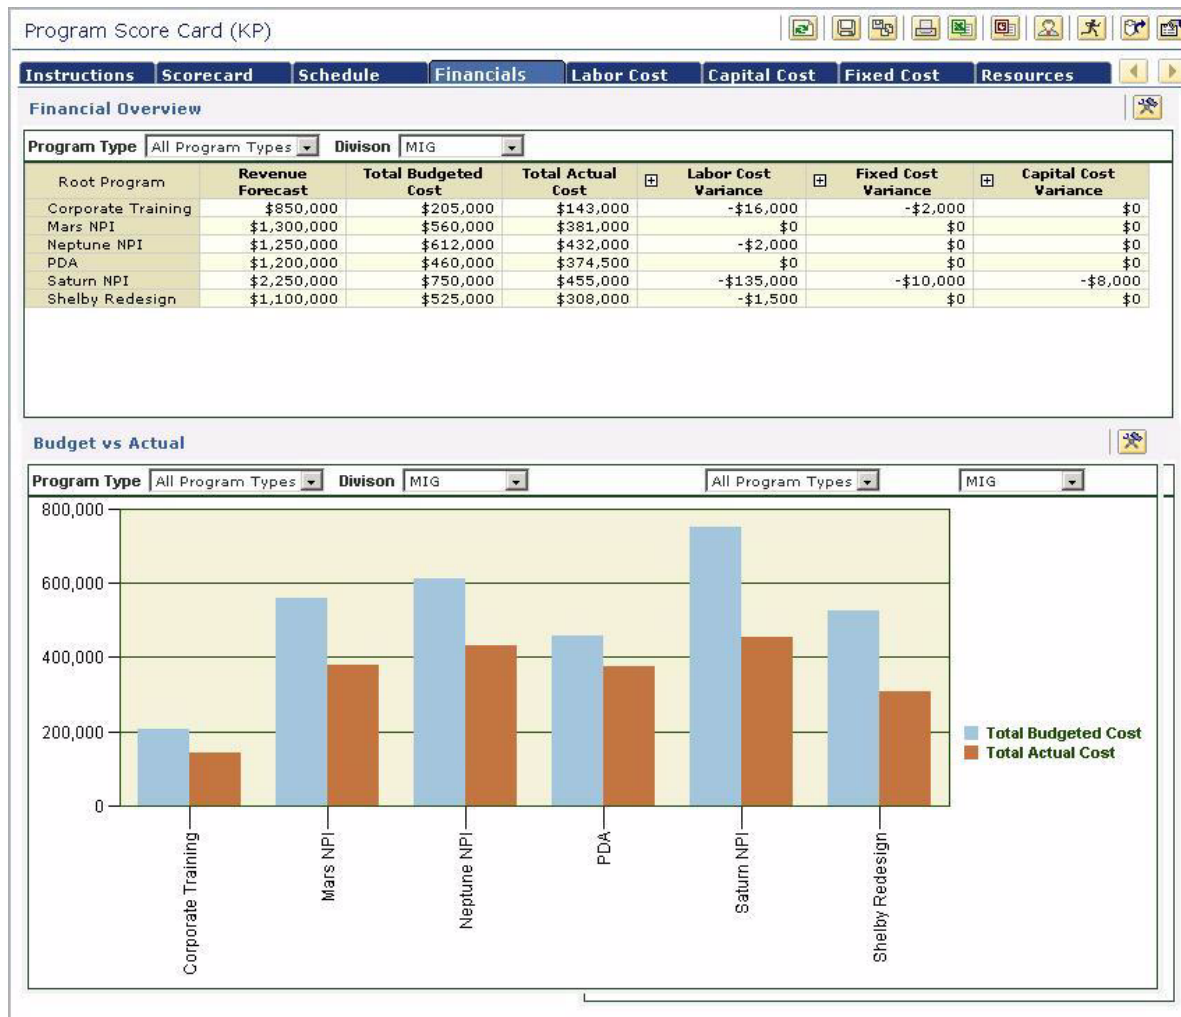 Program Score Card (KP)
Instructions Scorecard Schedule Financials Labor Cost Capital Cost Fixed Cost Resources
Financial Overview
Program Type All Program Types Divison MIG
Root Program Revenue Forecast Total Budgeted Cost Total Actual Cost Labor Cost Variance Fixed Cost Variance Capital Cost Variance
Corporate Training $850,000 $205,000 $143,000 -$16,000 -$2,000 $0
Mars NPI $1,300,000 $560,000 $381,000 $0 $0 $0
Neptune NPI $1,250,000 $612,000 $432,000 -$2,000 $0 $0
PDA $1,200,000 $460,000 $374,500 $0 $0 $0
Saturn NPI $2,250,000 $750,000 $455,000 -$135,000 -$10,000 -$8,000
Shelby Redesign $1,100,000 $525,000 $308,000 -$1,500 $0 $0
Budget vs Actual
Program Type All Program Types Divison MIG All Program Types MIG
800,000
600,000
400,000
200,000
0
Total Budgeted Cost
Total Actual Cost
Corporate Training
Mars NPI
Neptune NPI
PDA
Saturn NPI
Shelby Redesign